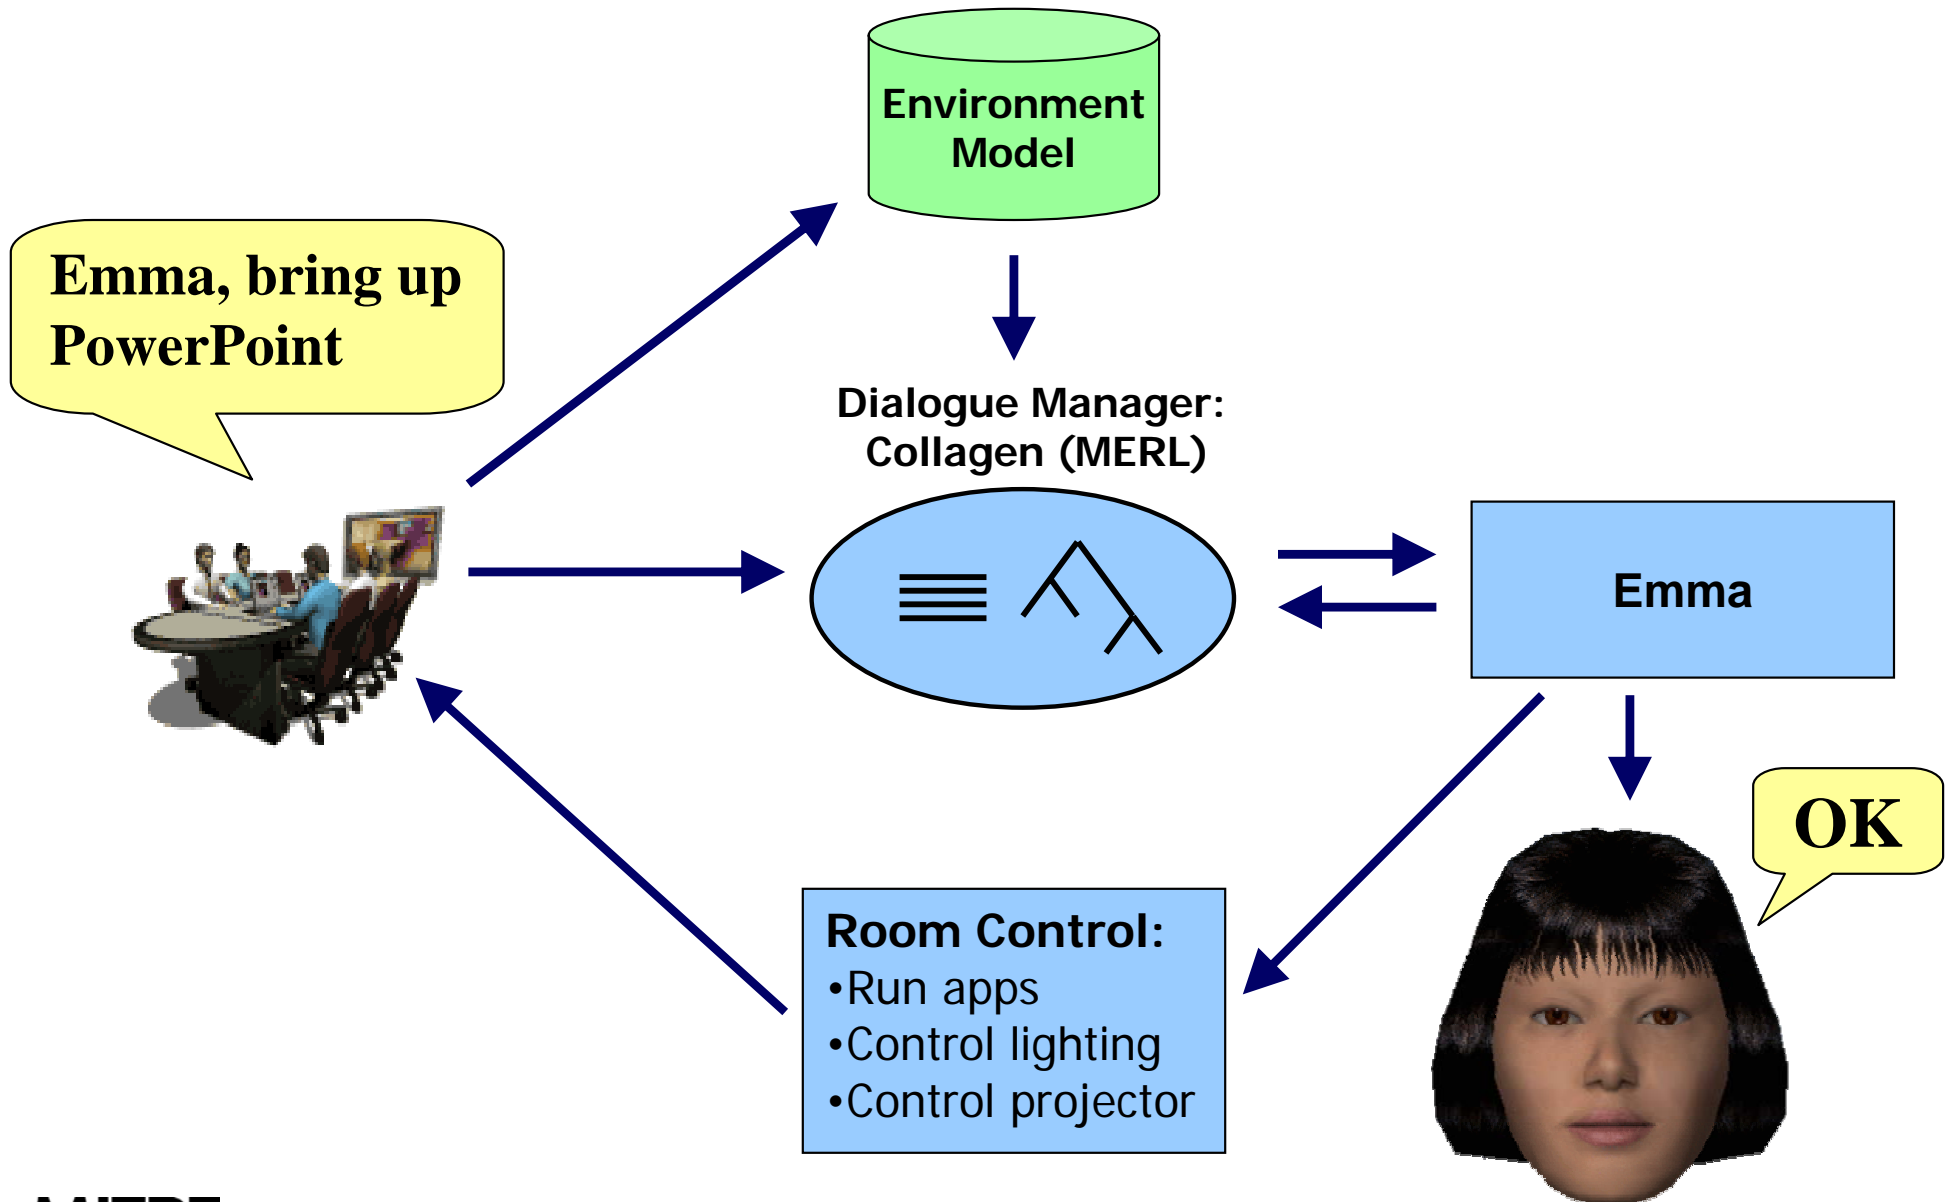 Environment
Model
Emma, bring up
PowerPoint
Dialogue Manager:
Collagen (MERL)
Emma
OK
Room Control:
•Run apps
•Control lighting
•Control projector